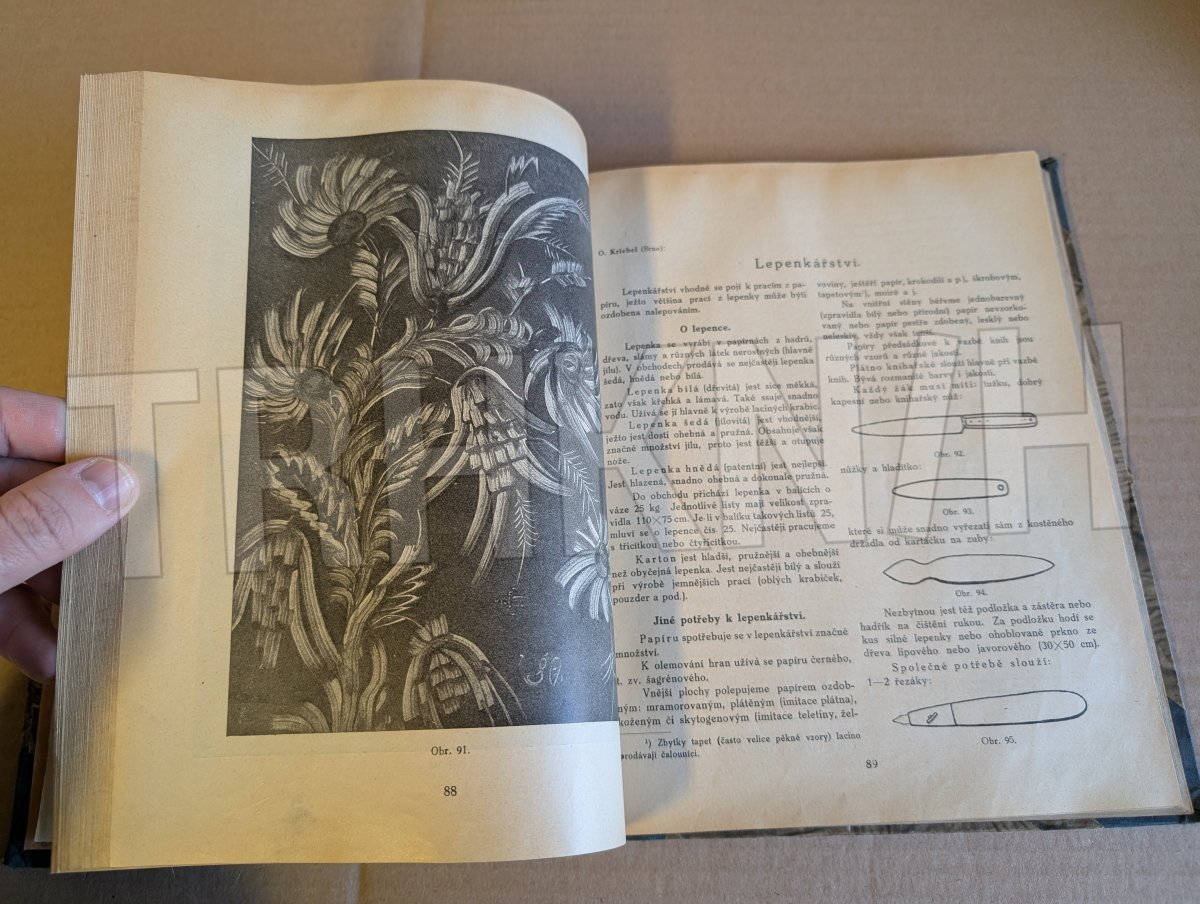 Obr. 91.
88
O. Kriebel (Brno):
Lepenkářství.
Lepenkářství vhodně se pojí k pracím z pa-
píru, ježto většina prací z lepenky může býti
ozdobena nalepováním.
O lepence.
Lepenka se vyrábí v papírnách z hadrů,
dřeva, slámy a různých látek nerostných (hlavně
jílu). V obchodech prodává se nejčastěji lepenka
šedá, hnědá nebo bílá.
Lepenka bílá (dřevitá) jest sice měkká,
zato však křehká a lámavá. Také ssaje snadno
vodu. Užívá se jí hlavně k výrobě laciných krabic.
Lepenka šedá (jílovitá) jest vhodnější,
ježto jest dosti ohebná a pružná. Obsahuje však
značné množství jílu, proto jest těžší a otupuje
nože.
Lepenka hnědá (patentní) jest nejlepší.
Jest hlazená, snadno ohebná a dokonale pružná.
Do obchodu přichází lepenka v balících o
váze 25 kg Jednotlivé listy mají velikost zpra-
vidla 110×75 cm. Je-li v balíku takových listů 25,
mluví se o lepence čís. 25. Nejčastěji pracujeme
s třicítkou nebo čtyřicítkou.
Karton jest hladší, pružnější a ohebnější
než obyčejná lepenka. Jest nejčastěji bílý a slouží
při výrobě jemnějších prací (oblých krabiček,
pouzder a pod.).
Jiné potřeby k lepenkářství.
Papíru spotřebuje se v lepenkářství značné
množství.
K olemování hran užívá se papíru černého,
t. zv. šagrénového.
Vnější plochy polepujeme papírem ozdob-
ným: mramorovaným, plátěným (imitace plátna),
koženým či skytogenovým (imitace teletiny, žel-
¹) Zbytky tapet (často velice pěkné vzory) lacino
prodávají čalouníci.
voviny, ještěří papír, krokodílí a p.), škrobovým,
tapetovým¹), moiré a j.
Na vnitřní stěny béřeme jednobarevný
(zpravidla bílý nebo přírodní) papír nevzorko-
vaný nebo papír pestře zdobený, lesklý nebo
nelesklý, vždy však tenší.
Papíry předsádkové k vazbě knih jsou
různých vzorů a různé jakosti.
Plátno knihařské slouží hlavně při vazbě
knih. Bývá rozmanité barvy i jakosti.
Každý žák musí míti: tužku, dobrý
kapesní nebo knihařský nůž:
Obr. 92.
nůžky a hladítko:
Obr. 93.
které si může snadno vyřezati sám z kostěného
držadla od kartáčku na zuby:
Obr. 94.
Nezbytnou jest též podložka a zástěra nebo
hadřík na čištění rukou. Za podložku hodí se
kus silné lepenky nebo ohoblované prkno ze
dřeva lipového nebo javorového (30×50 cm).
Společné potřebě slouží:
1—2 řezáky:
Obr. 95.
89